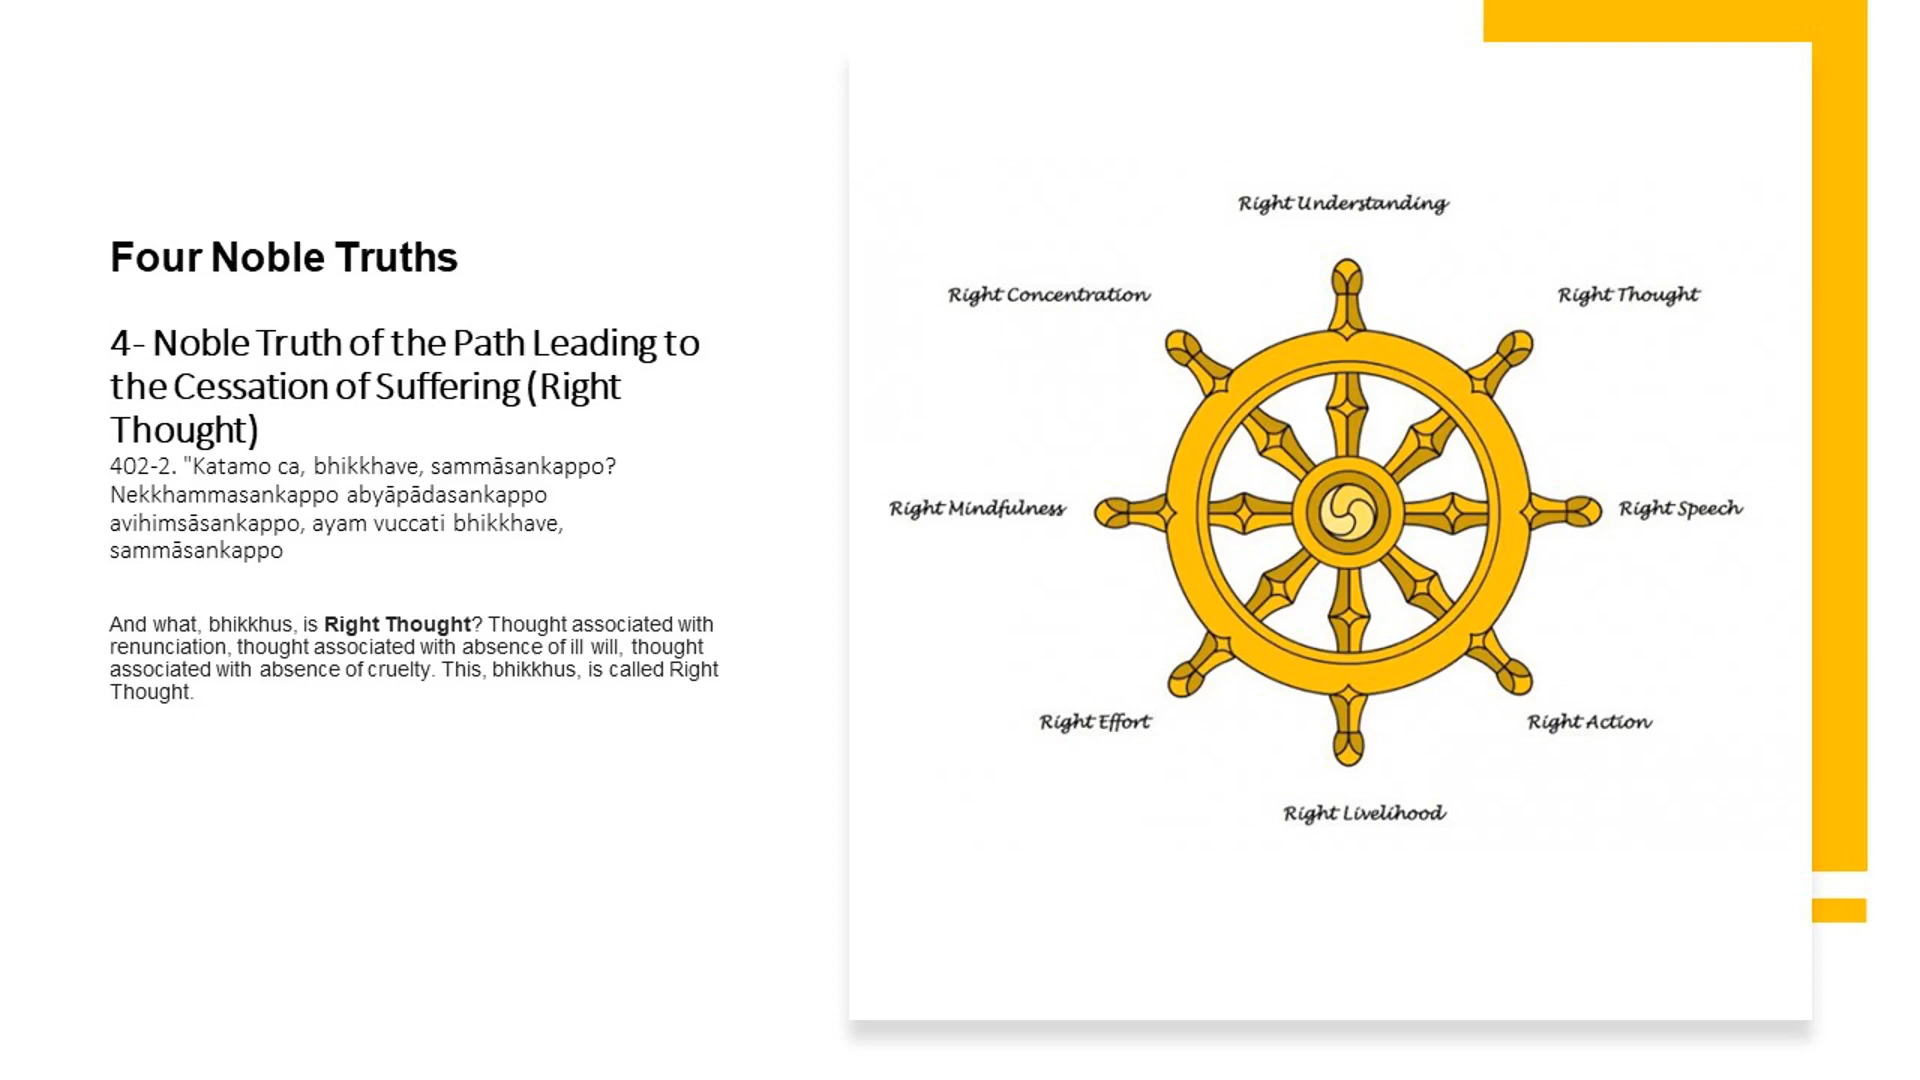 Four Noble Truths
4- Noble Truth of the Path Leading to
the Cessation of Suffering (Right
Thought)
402-2. "Katamo ca, bhikkhave, sammāsankappo?
Nekkhammasankappo abyāpādasankappo
avihimsāsankappo, ayam vuccati bhikkhave,
sammāsankappo
And what, bhikkhus, is Right Thought? Thought associated with
renunciation, thought associated with absence of ill will, thought
associated with absence of cruelty. This, bhikkhus, is called Right
Thought.
Right Understanding
Right Concentration
Right Thought
Right Mindfulness
Right Speech
Right Effort
Right Action
Right Livelihood